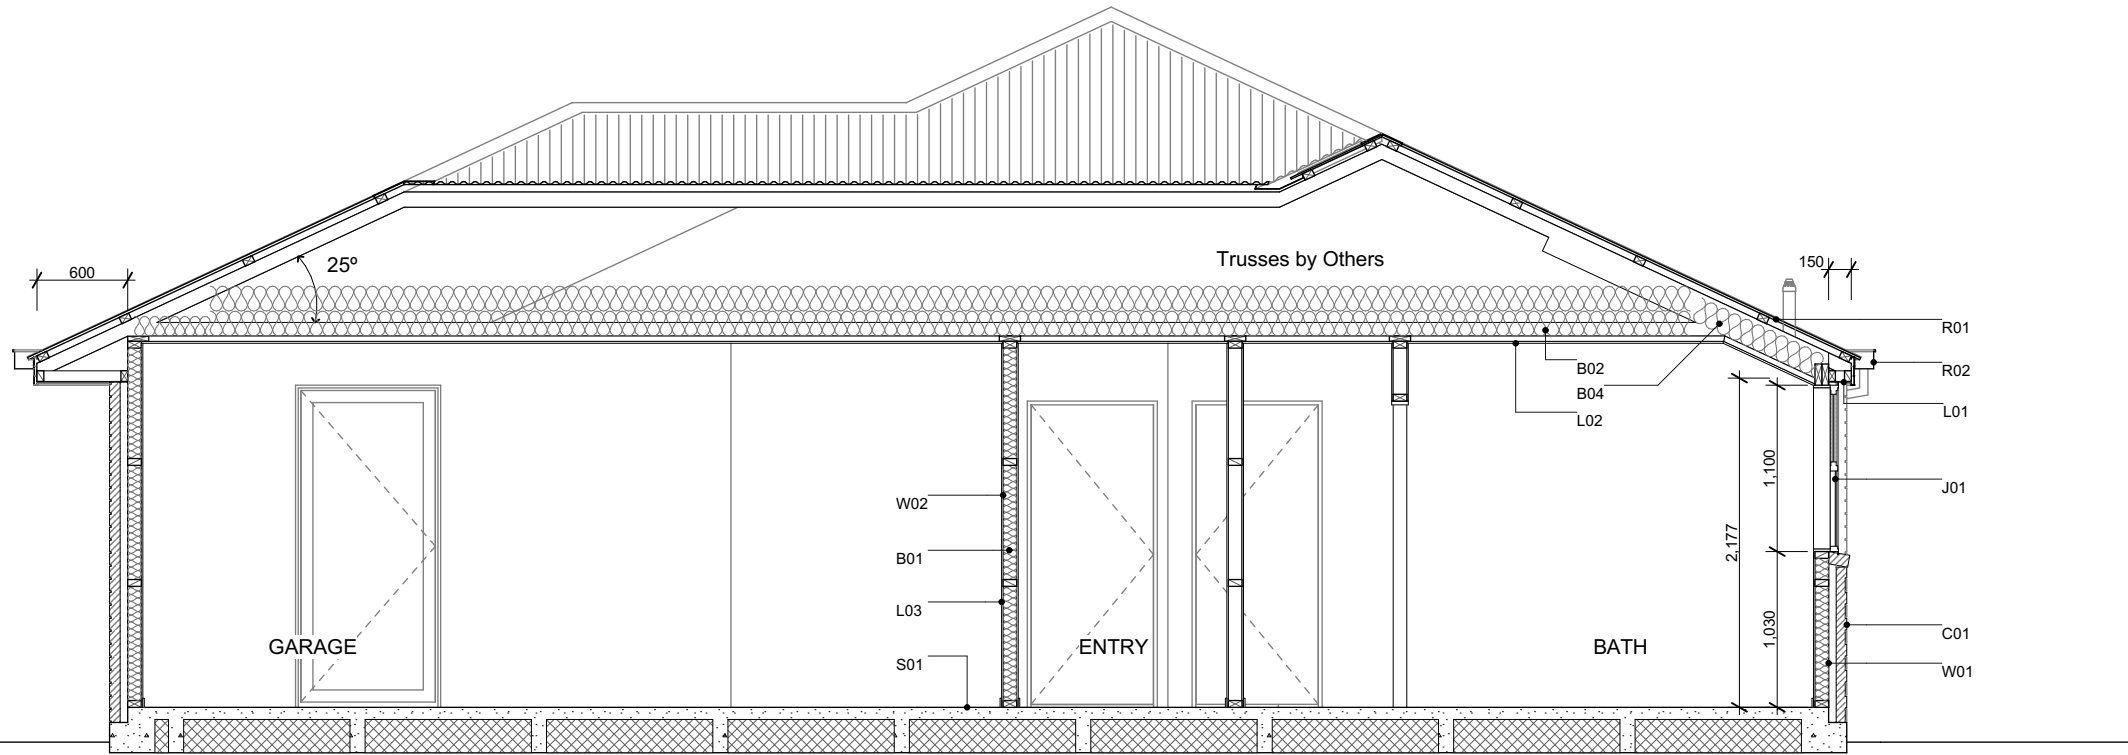 Trusses by Others
25º
600
150
R01
R02
B02
B04
L01
L02
1,100
J01
W02
2,177
B01
L03
1,030
C01
GARAGE
ENTRY
BATH
S01
W01